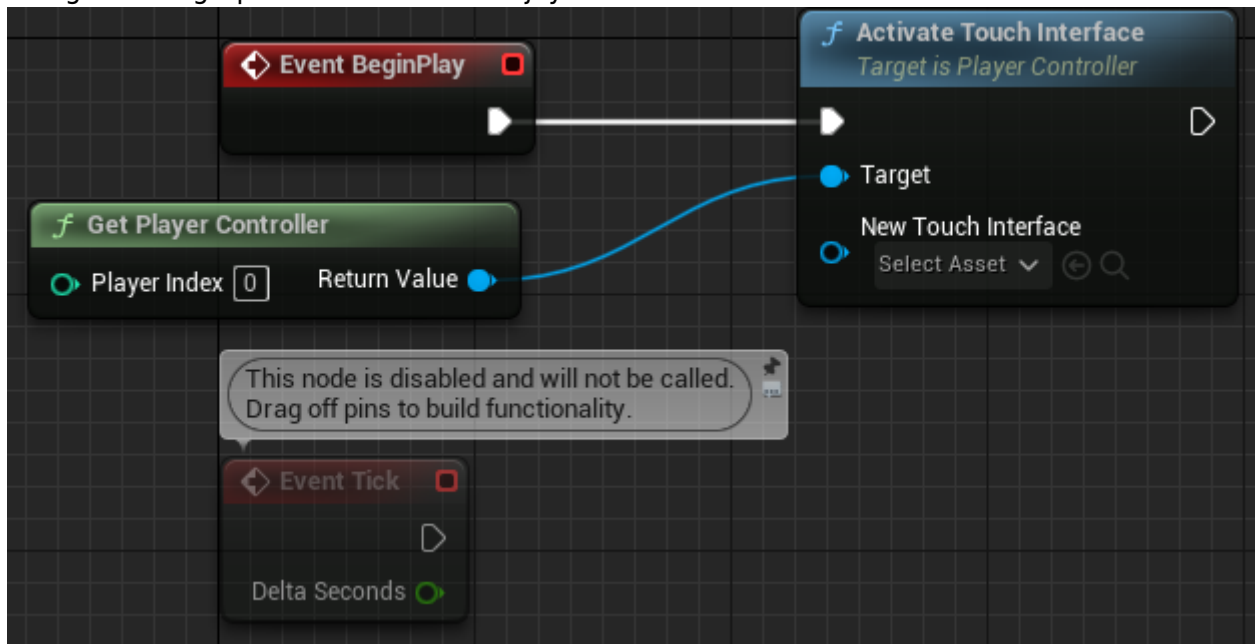 Event BeginPlay
Activate Touch Interface
Target is Player Controller
Target
New Touch Interface
Select Asset
Get Player Controller
Player Index 0 Return Value
This node is disabled and will not be called.
Drag off pins to build functionality.
Event Tick
Delta Seconds